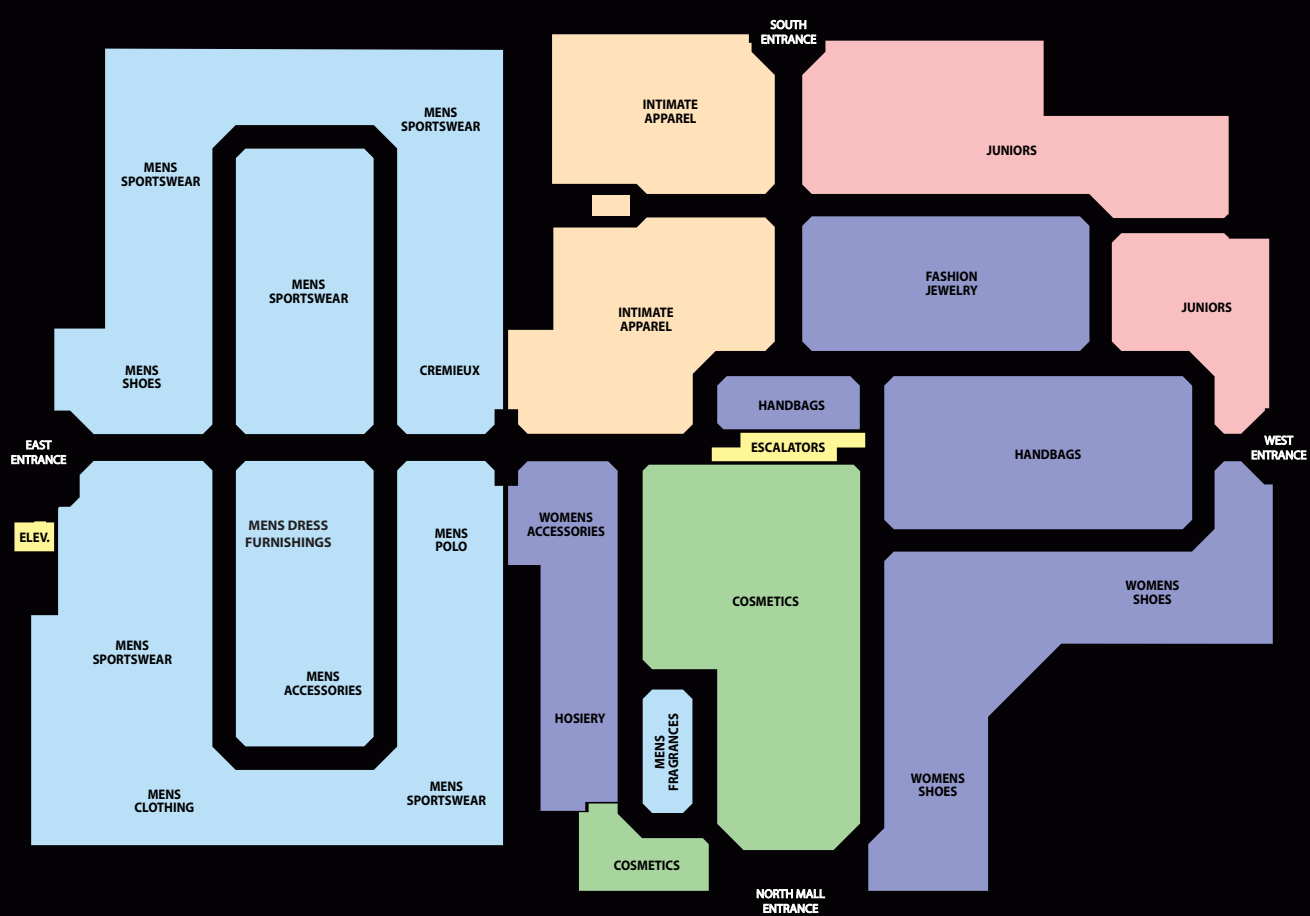 SOUTH
ENTRANCE
MENS
SPORTSWEAR
INTIMATE
APPAREL
JUNIORS
MENS
SPORTSWEAR
MENS
SPORTSWEAR
FASHION
JEWELRY
INTIMATE
APPAREL
JUNIORS
MENS
SHOES
CREMIEUX
HANDBAGS
EAST
ENTRANCE
ESCALATORS
HANDBAGS
WEST
ENTRANCE
ELEV.
MENS DRESS
FURNISHINGS
MENS
POLO
WOMENS
ACCESSORIES
COSMETICS
WOMENS
SHOES
MENS
SPORTSWEAR
MENS
ACCESSORIES
HOSIERY
MENS
FRAGRANCES
MENS
CLOTHING
MENS
SPORTSWEAR
WOMENS
SHOES
COSMETICS
NORTH MALL
ENTRANCE